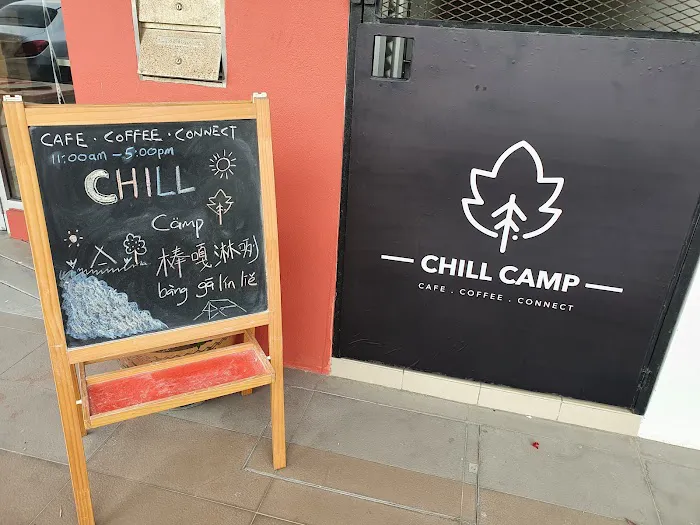 CAFE · COFFEE · CONNECT
11:00am – 5:00pm
CHILL
Cämp
棒嘎淋咧
bàng gā lín liē
CHILL CAMP
CAFE . COFFEE . CONNECT